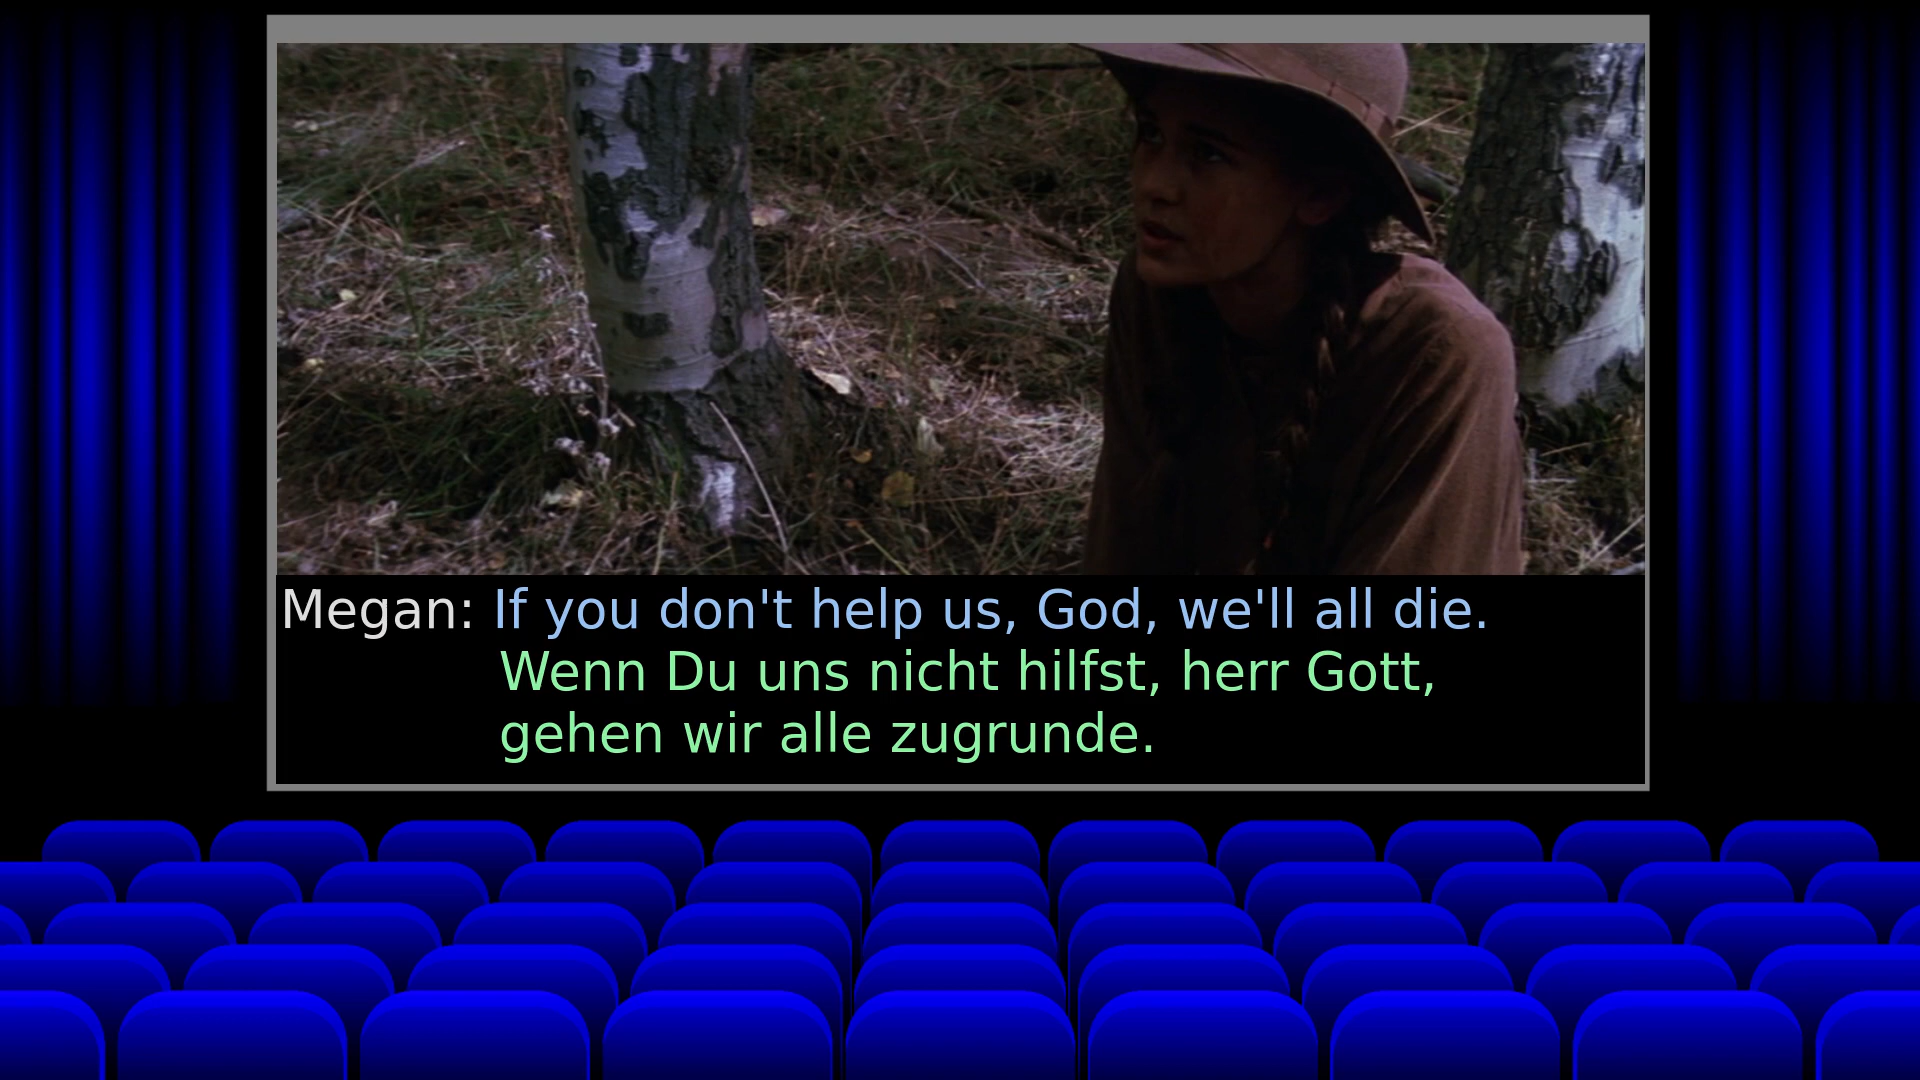 Megan: If you don't help us, God, we'll all die.
Wenn Du uns nicht hilfst, herr Gott,
gehen wir alle zugrunde.